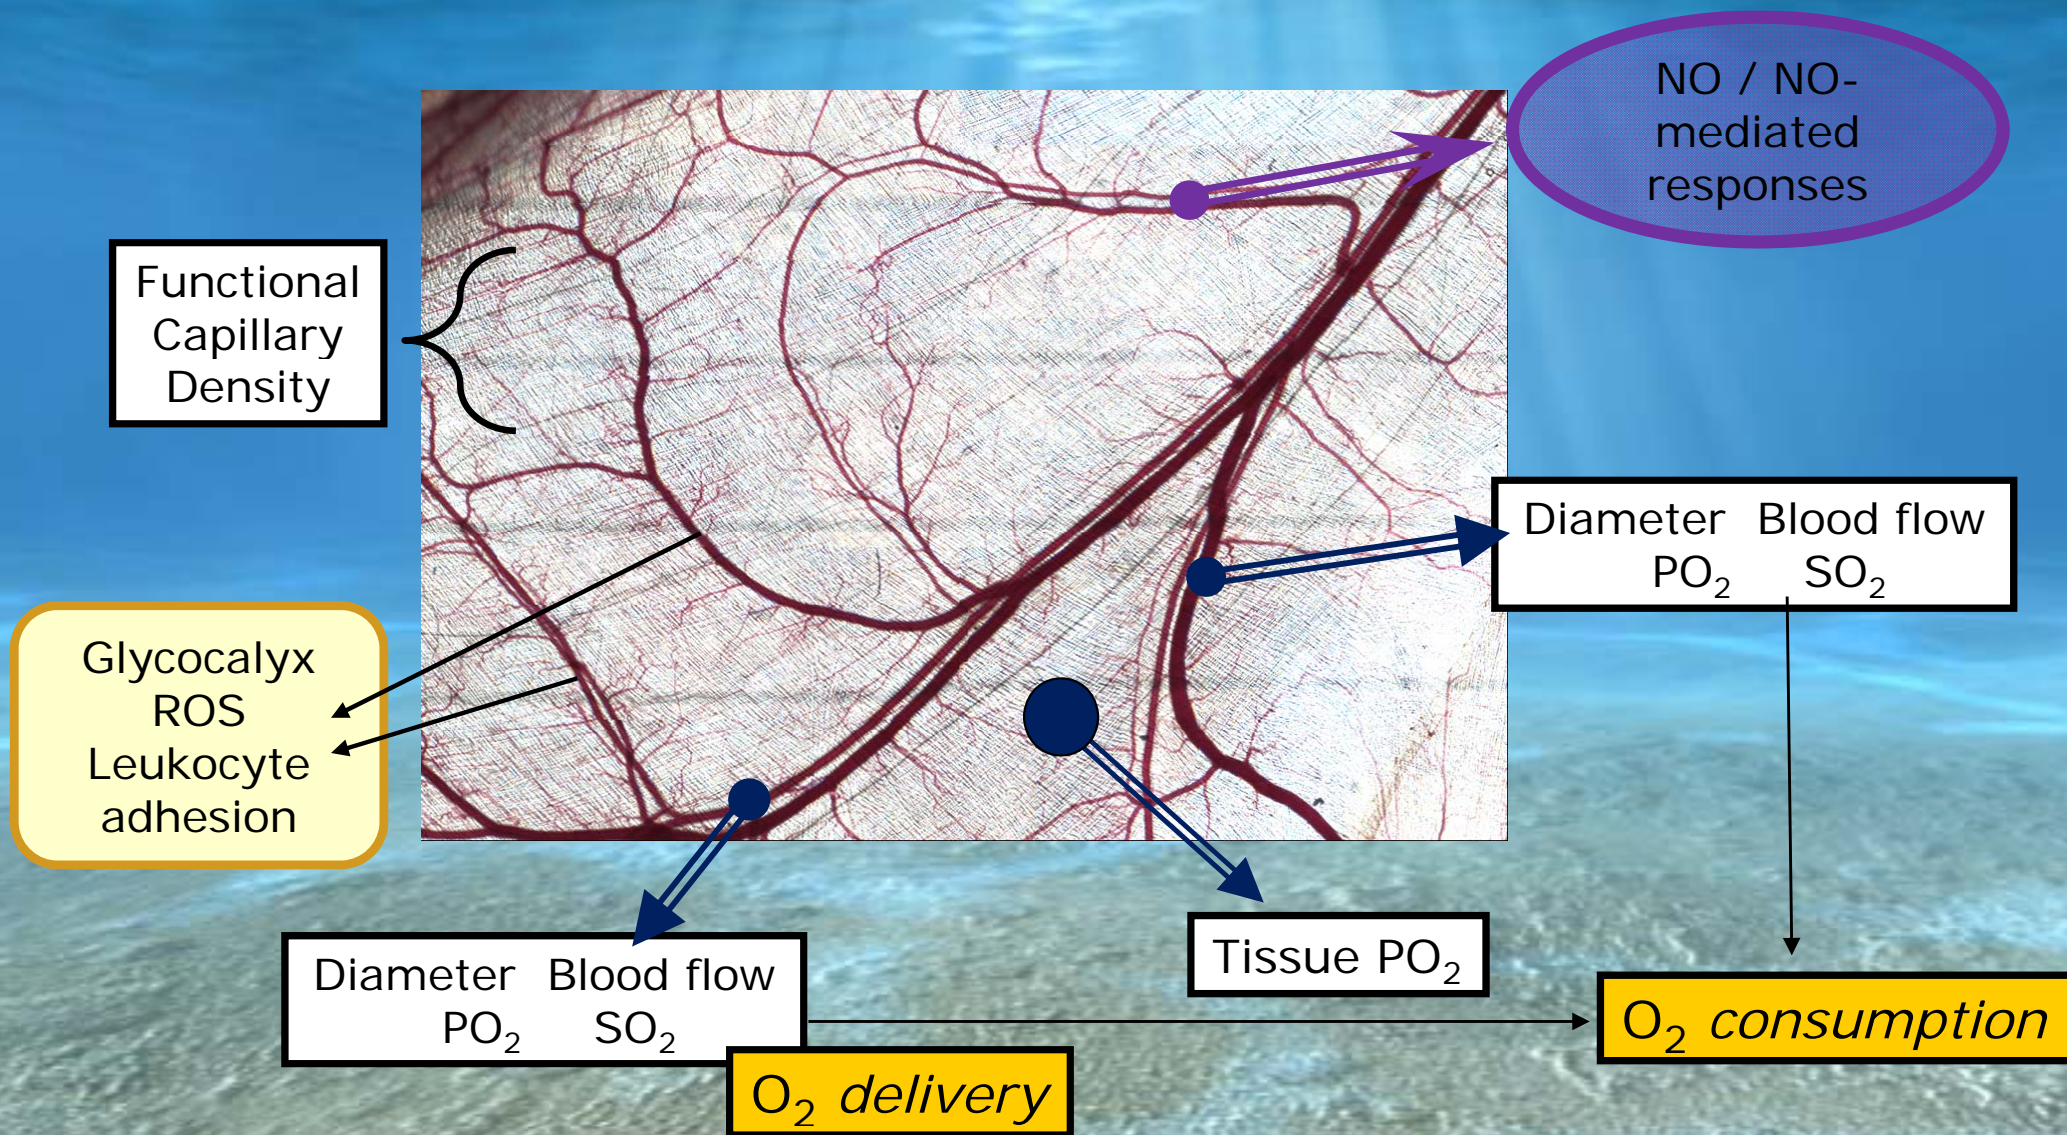 NO / NO-
mediated
responses
Functional
Capillary
Density
Diameter Blood flow
PO₂ SO₂
Glycocalyx
ROS
Leukocyte
adhesion
Diameter Blood flow
PO₂ SO₂
Tissue PO₂
O₂ consumption
O₂ delivery